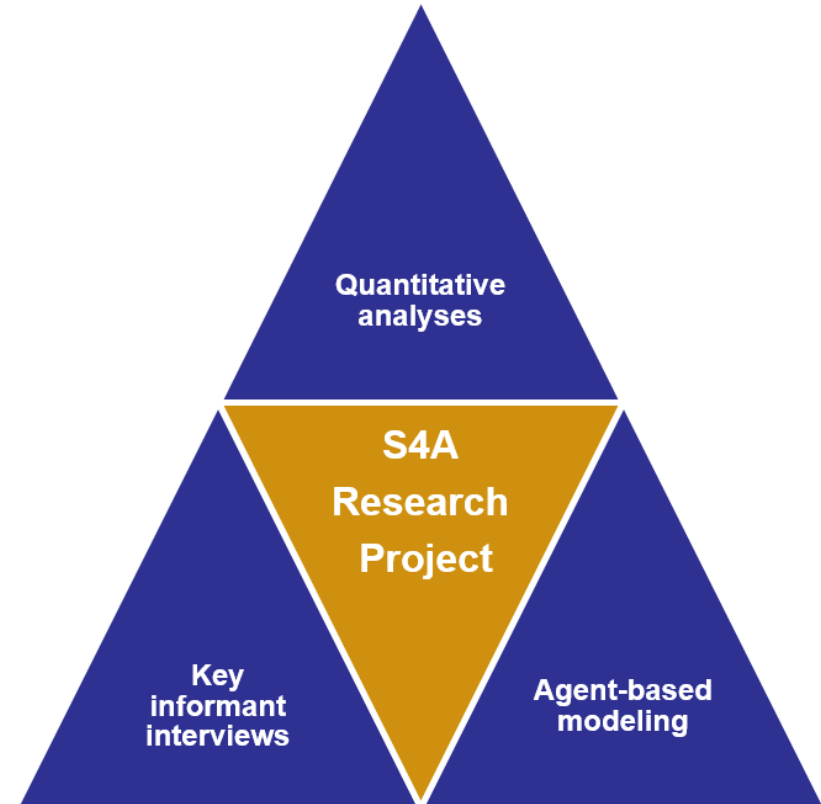 Quantitative
analyses
S4A
Research
Project
Key
informant
interviews
Agent-based
modeling